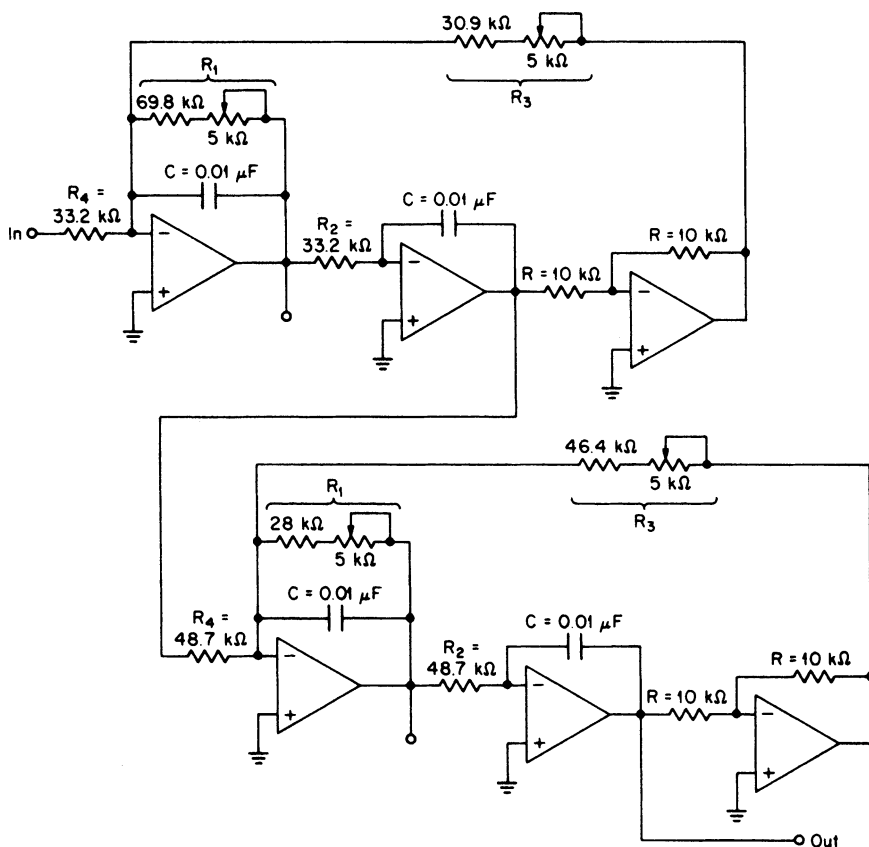 30.9 kΩ
5 kΩ
R3
R1
69.8 kΩ
5 kΩ
C = 0.01 μF
R4 =
33.2 kΩ
In
−
+
R2 =
33.2 kΩ
C = 0.01 μF
−
+
R = 10 kΩ
R = 10 kΩ
−
+
46.4 kΩ
5 kΩ
R3
R1
28 kΩ
5 kΩ
C = 0.01 μF
R4 =
48.7 kΩ
−
+
R2 =
48.7 kΩ
C = 0.01 μF
−
+
R = 10 kΩ
R = 10 kΩ
−
+
Out